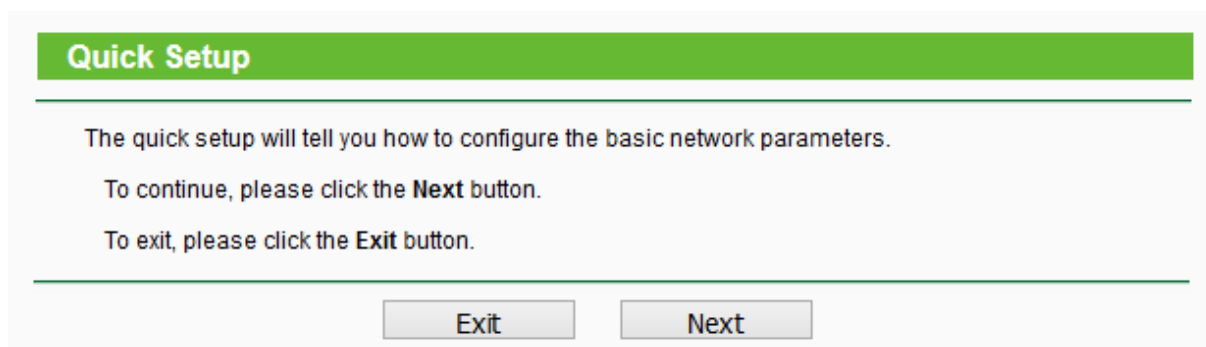 Quick Setup
The quick setup will tell you how to configure the basic network parameters.
To continue, please click the Next button.
To exit, please click the Exit button.
Exit
Next